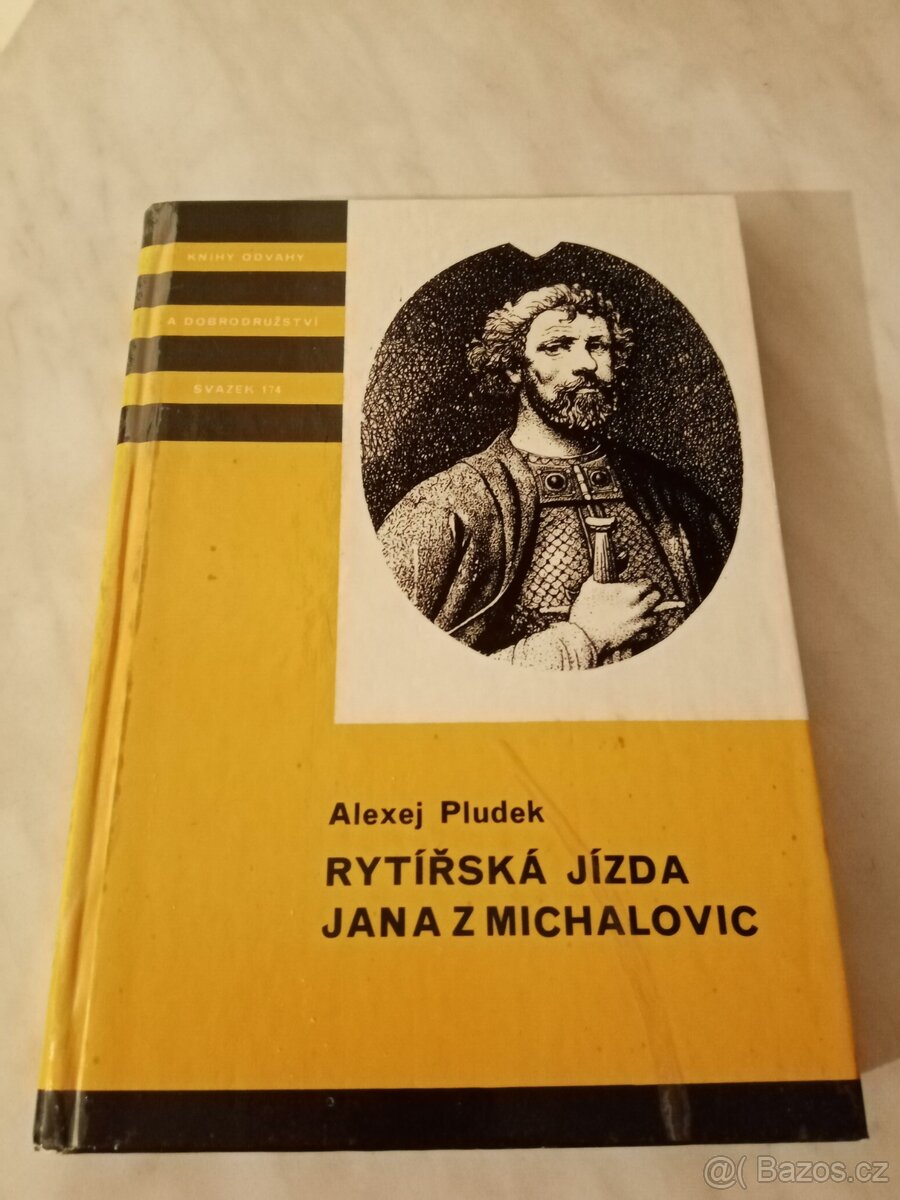 KNIHY ODVAHY
A DOBRODRUŽSTVÍ
SVAZEK 174
Alexej Pludek
RYTÍŘSKÁ JÍZDA
JANA Z MICHALOVIC
@( Bazos.cz